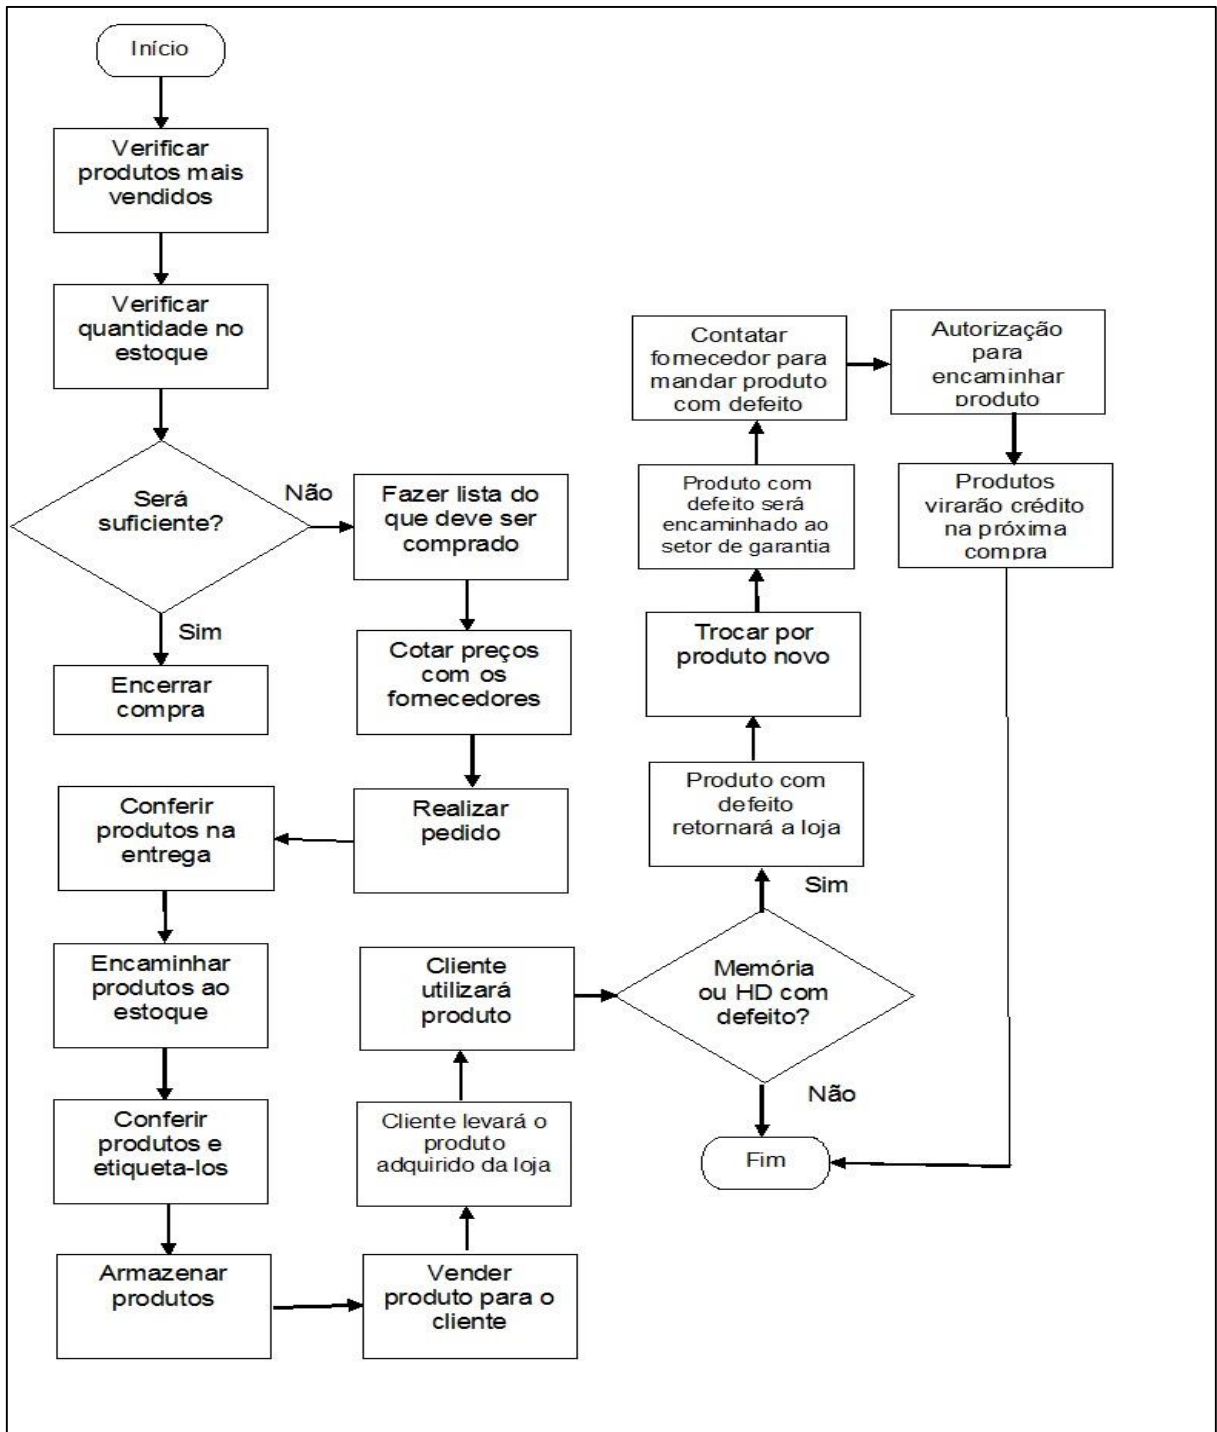 Início
Verificar
produtos mais
vendidos
Verificar
quantidade no
estoque
Será
suficiente?
Não
Sim
Encerrar
compra
Fazer lista do
que deve ser
comprado
Cotar preços
com os
fornecedores
Realizar
pedido
Conferir
produtos na
entrega
Encaminhar
produtos ao
estoque
Conferir
produtos e
etiqueta-los
Armazenar
produtos
Vender
produto para o
cliente
Cliente levará o
produto
adquirido da loja
Cliente
utilizará
produto
Memória
ou HD com
defeito?
Sim
Não
Fim
Produto com
defeito
retornará a loja
Trocar por
produto novo
Produto com
defeito será
encaminhado ao
setor de garantia
Contatar
fornecedor para
mandar produto
com defeito
Autorização
para
encaminhar
produto
Produtos
virarão crédito
na próxima
compra